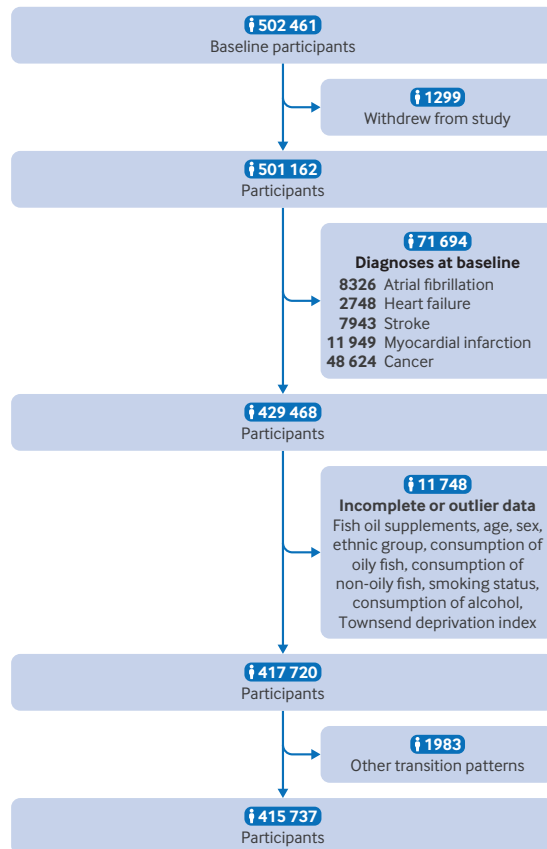 502 461
Baseline participants
1299
Withdrew from study
501 162
Participants
71 694
Diagnoses at baseline
8326 Atrial fibrillation
2748 Heart failure
7943 Stroke
11 949 Myocardial infarction
48 624 Cancer
429 468
Participants
11 748
Incomplete or outlier data
Fish oil supplements, age, sex,
ethnic group, consumption of
oily fish, consumption of
non-oily fish, smoking status,
consumption of alcohol,
Townsend deprivation index
417 720
Participants
1983
Other transition patterns
415 737
Participants